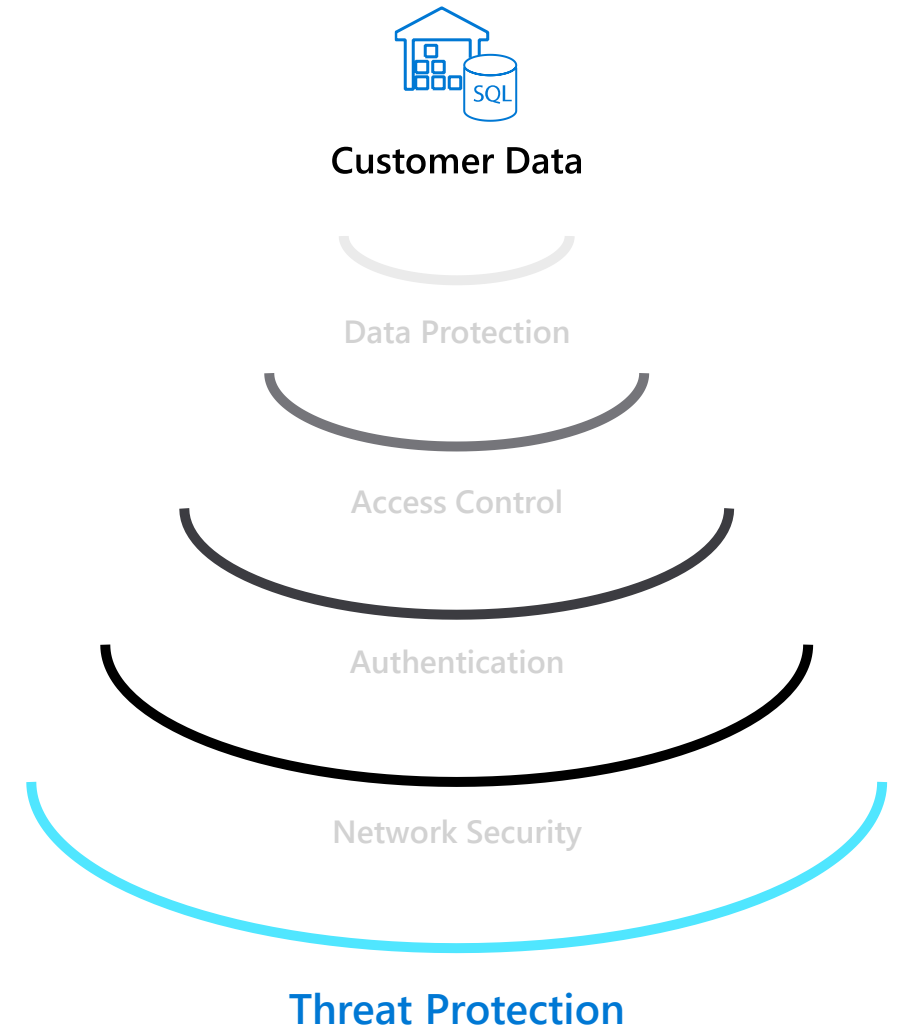 SQL
Customer Data
Data Protection
Access Control
Authentication
Network Security
Threat Protection